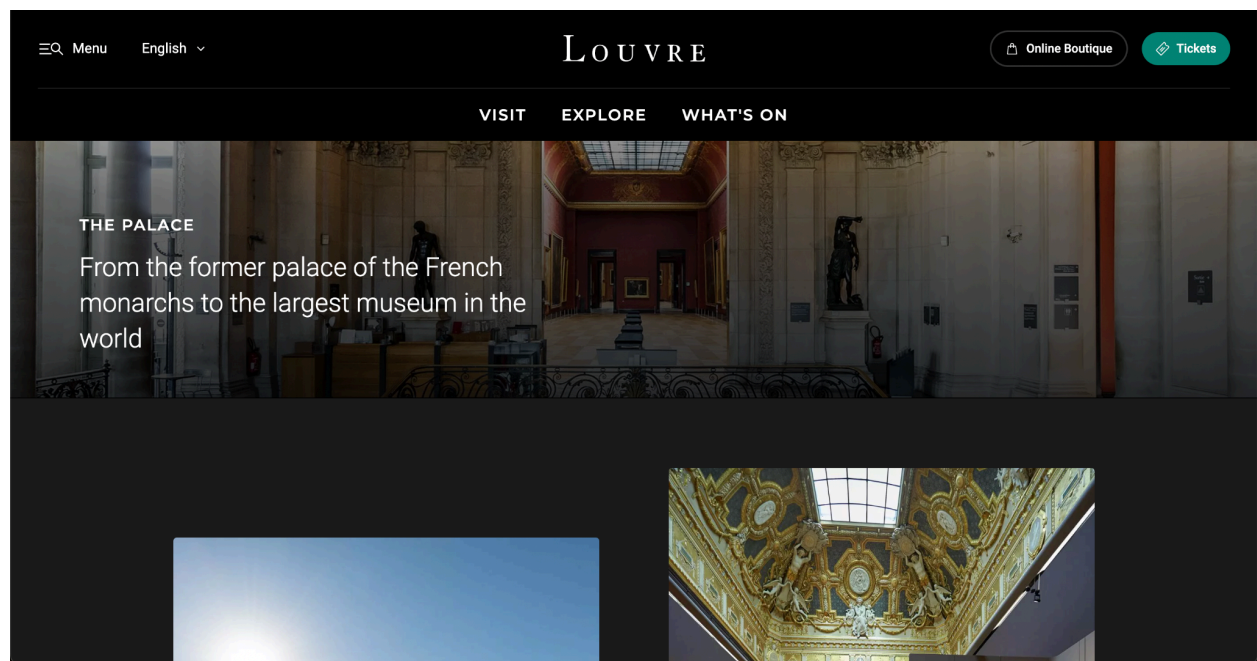 Menu
English
LOUVRE
Online Boutique
Tickets
VISIT
EXPLORE
WHAT'S ON
THE PALACE
From the former palace of the French
monarchs to the largest museum in the
world